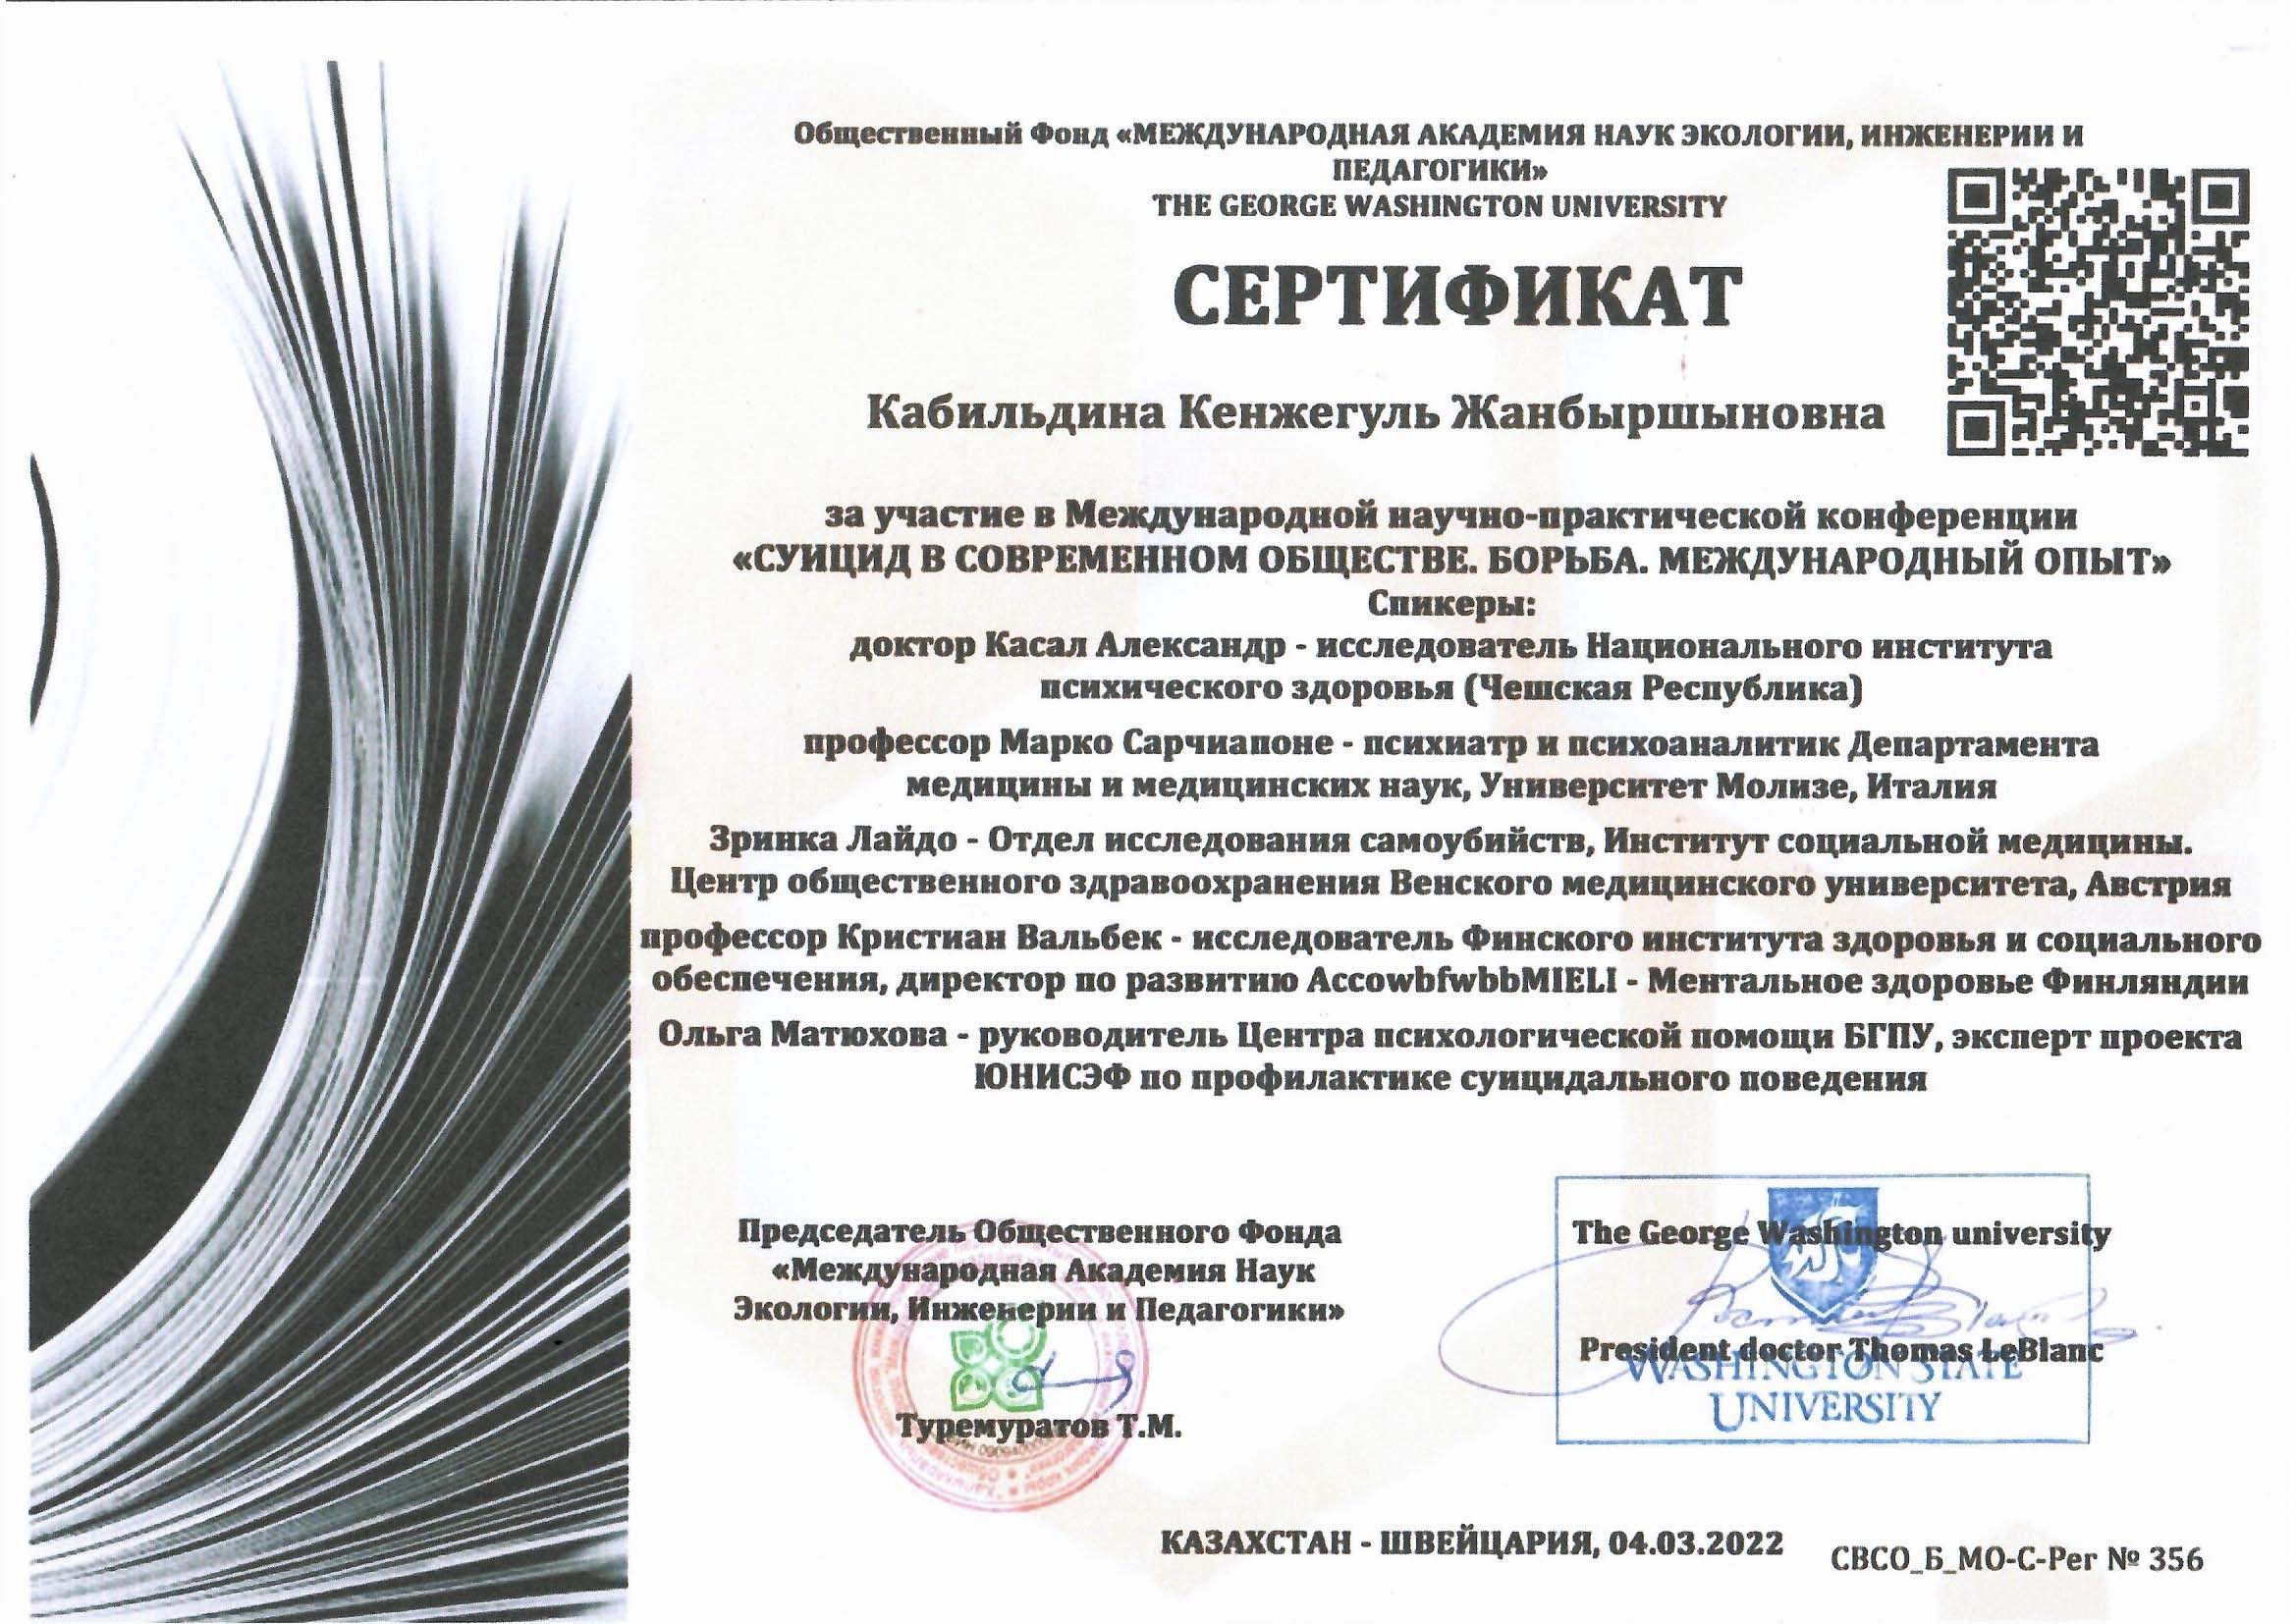 Общественный Фонд «МЕЖДУНАРОДНАЯ АКАДЕМИЯ НАУК ЭКОЛОГИИ, ИНЖЕНЕРИИ И
ПЕДАГОГИКИ»
THE GEORGE WASHINGTON UNIVERSITY
СЕРТИФИКАТ
Кабильдина Кенжегуль Жанбыршыновна
за участие в Международной научно-практической конференции
«СУИЦИД В СОВРЕМЕННОМ ОБЩЕСТВЕ. БОРЬБА. МЕЖДУНАРОДНЫЙ ОПЫТ»
Спикеры:
доктор Касал Александр - исследователь Национального института
психического здоровья (Чешская Республика)
профессор Марко Сарчиапоне - психиатр и психоаналитик Департамента
медицины и медицинских наук, Университет Молизе, Италия
Зринка Лайдо - Отдел исследования самоубийств, Институт социальной медицины.
Центр общественного здравоохранения Венского медицинского университета, Австрия
профессор Кристиан Вальбек - исследователь Финского института здоровья и социального
обеспечения, директор по развитию AccowbfwbbMIELI - Ментальное здоровье Финляндии
Ольга Матюхова - руководитель Центра психологической помощи БГПУ, эксперт проекта
ЮНИСЭФ по профилактике суицидального поведения
Председатель Общественного Фонда
«Международная Академия Наук
Экологии, Инженерии и Педагогики»
Туремуратов Т.М.
The George Washington university
President doctor Thomas LeBlanc
WASHINGTON STATE
UNIVERSITY
КАЗАХСТАН - ШВЕЙЦАРИЯ, 04.03.2022
СВСО_Б_МО-С-Рег № 356